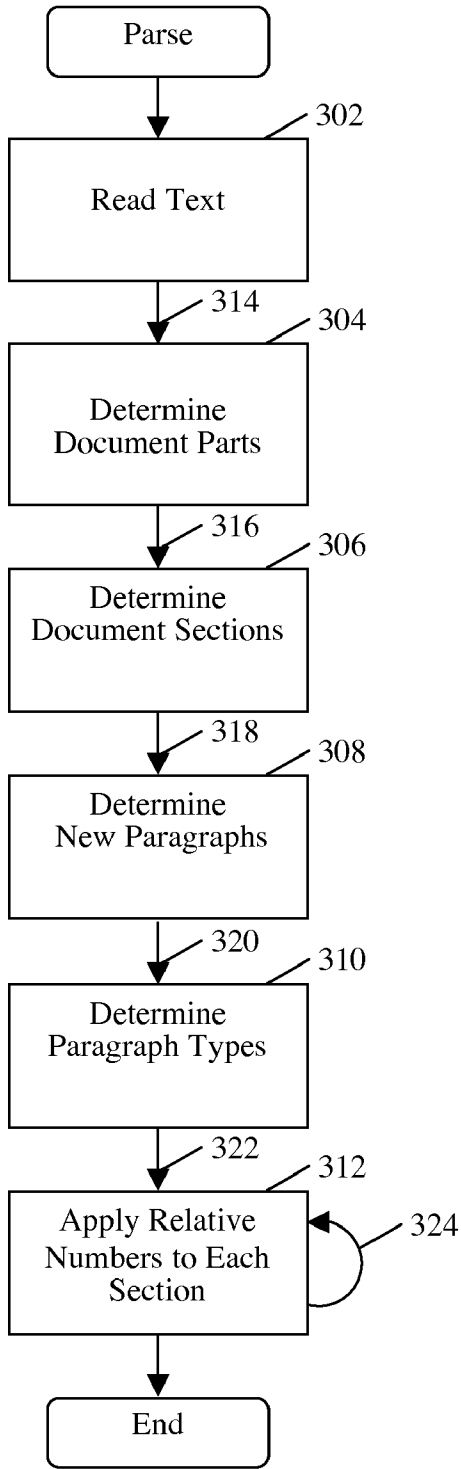 Parse
302
Read Text
314
304
Determine
Document Parts
316
306
Determine
Document Sections
318
308
Determine
New Paragraphs
320
310
Determine
Paragraph Types
322
312
Apply Relative
324
Numbers to Each
Section
End